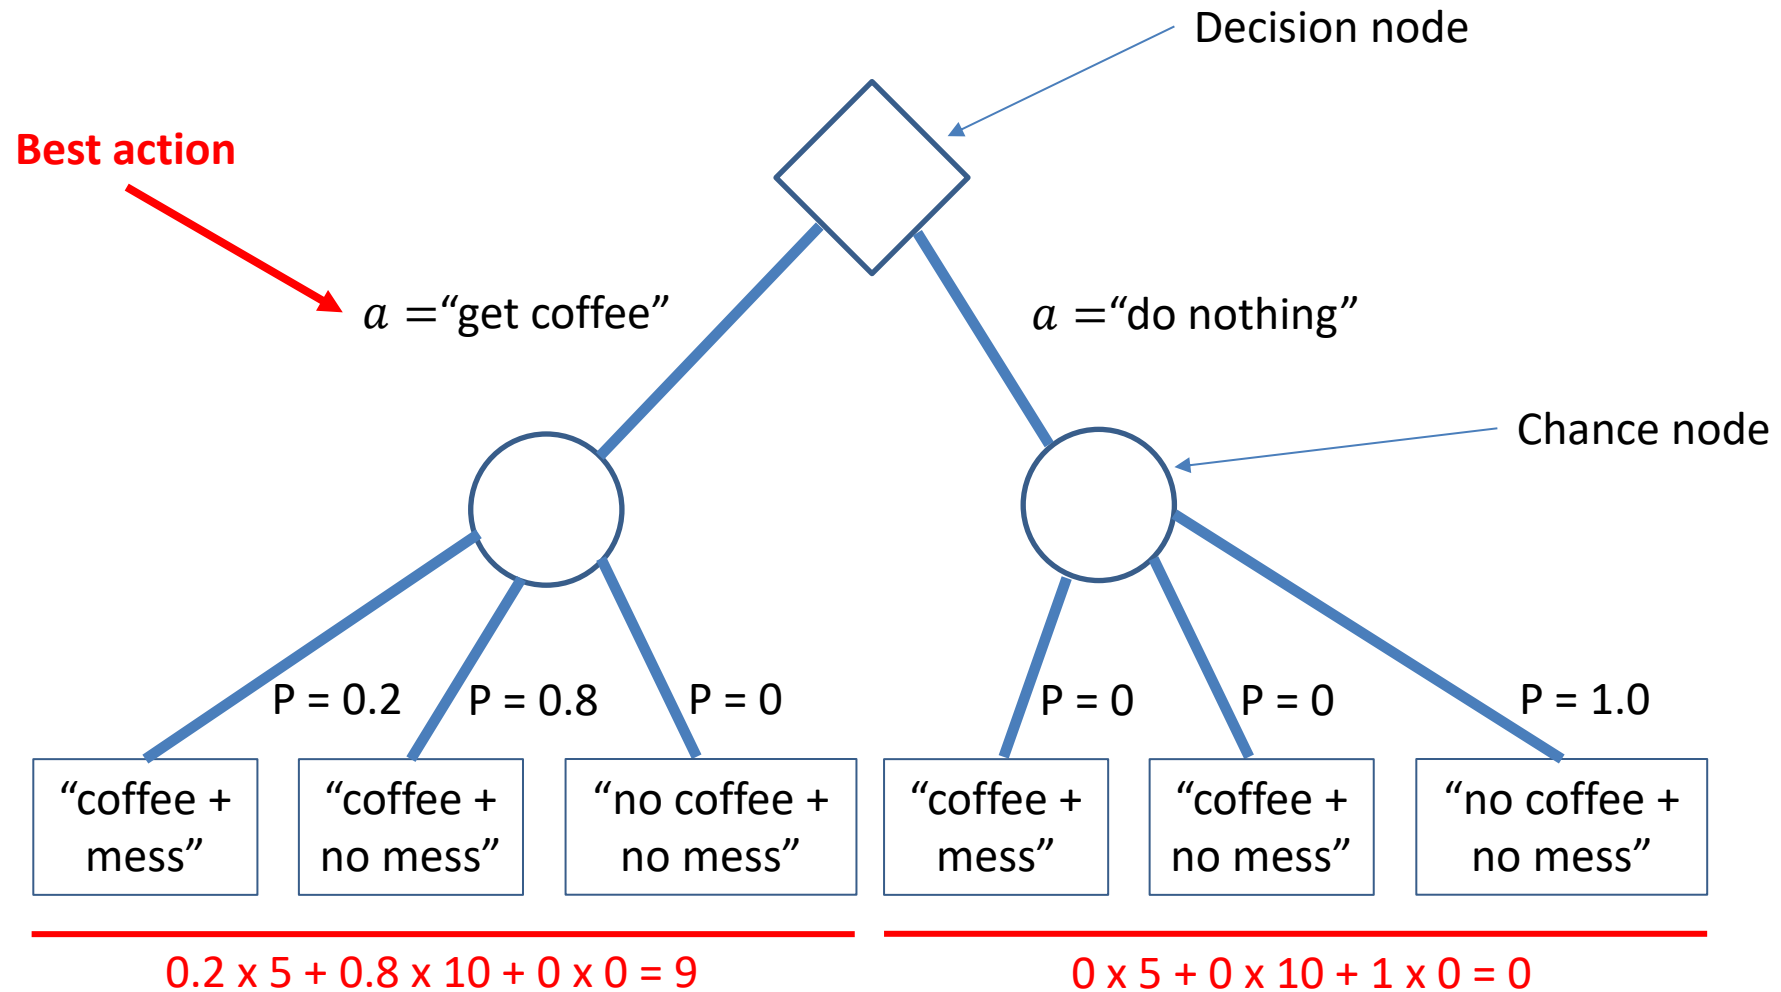 Decision node
Best action
a =“get coffee”
a =“do nothing”
Chance node
P = 0.2
P = 0.8
P = 0
P = 0
P = 0
P = 1.0
“coffee +
mess”
“coffee +
no mess”
“no coffee +
no mess”
“coffee +
mess”
“coffee +
no mess”
“no coffee +
no mess”
0.2 x 5 + 0.8 x 10 + 0 x 0 = 9
0 x 5 + 0 x 10 + 1 x 0 = 0